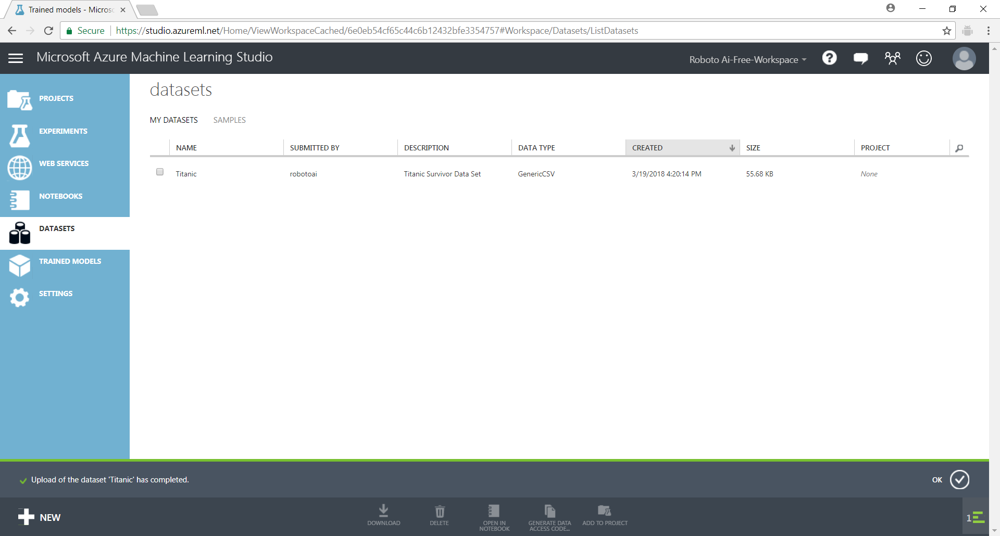 Trained models - Micros
Secure https://studio.azureml.net/Home/ViewWorkspaceCached/6e0eb54cf65c44c6b12432bfe3354757#Workspace/Datasets/ListDatasets
Microsoft Azure Machine Learning Studio
Roboto Ai-Free-Workspace
?
PROJECTS
EXPERIMENTS
WEB SERVICES
NOTEBOOKS
DATASETS
TRAINED MODELS
SETTINGS
datasets
MY DATASETS SAMPLES
NAME SUBMITTED BY DESCRIPTION DATA TYPE CREATED SIZE PROJECT
Titanic robotoai Titanic Survivor Data Set GenericCSV 3/19/2018 4:20:14 PM 55.68 KB None
Upload of the dataset 'Titanic' has completed.
OK
NEW
DOWNLOAD
DELETE
OPEN IN
NOTEBOOK
GENERATE DATA
ACCESS CODE...
ADD TO PROJECT
1